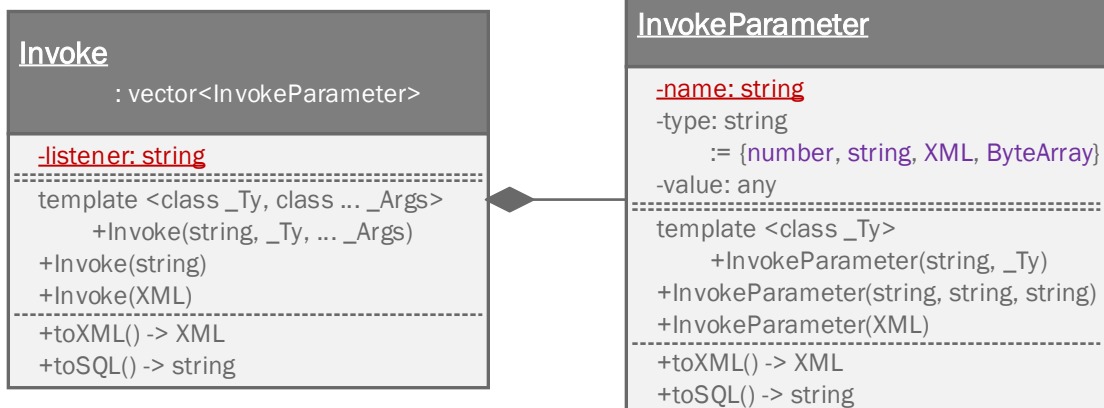 Invoke
: vector<InvokeParameter>
-listener: string
template <class _Ty, class ... _Args>
+Invoke(string, _Ty, ... _Args)
+Invoke(string)
+Invoke(XML)
+toXML() -> XML
+toSQL() -> string
InvokeParameter
-name: string
-type: string
:= {number, string, XML, ByteArray}
-value: any
template <class _Ty>
+InvokeParameter(string, _Ty)
+InvokeParameter(string, string, string)
+InvokeParameter(XML)
+toXML() -> XML
+toSQL() -> string